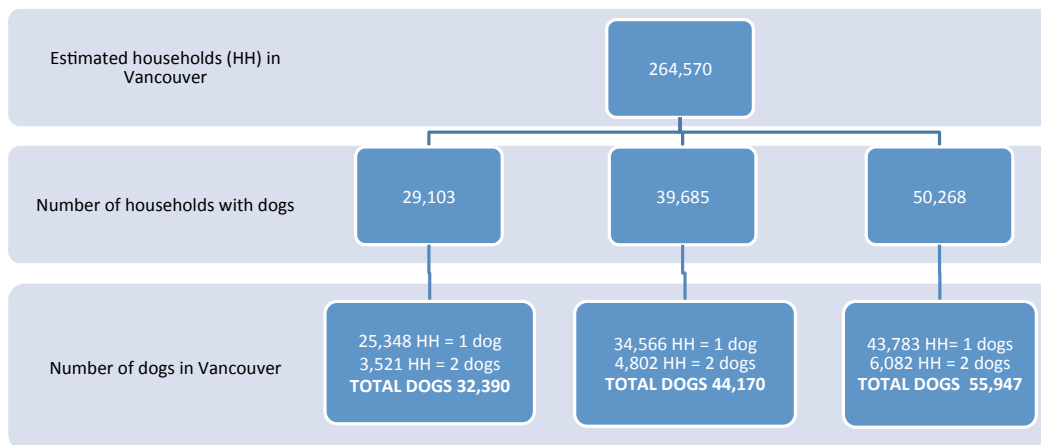 Estimated households (HH) in
Vancouver
264,570
Number of households with dogs
29,103
39,685
50,268
Number of dogs in Vancouver
25,348 HH = 1 dog
3,521 HH = 2 dogs
TOTAL DOGS 32,390
34,566 HH = 1 dog
4,802 HH = 2 dogs
TOTAL DOGS 44,170
43,783 HH= 1 dogs
6,082 HH = 2 dogs
TOTAL DOGS 55,947